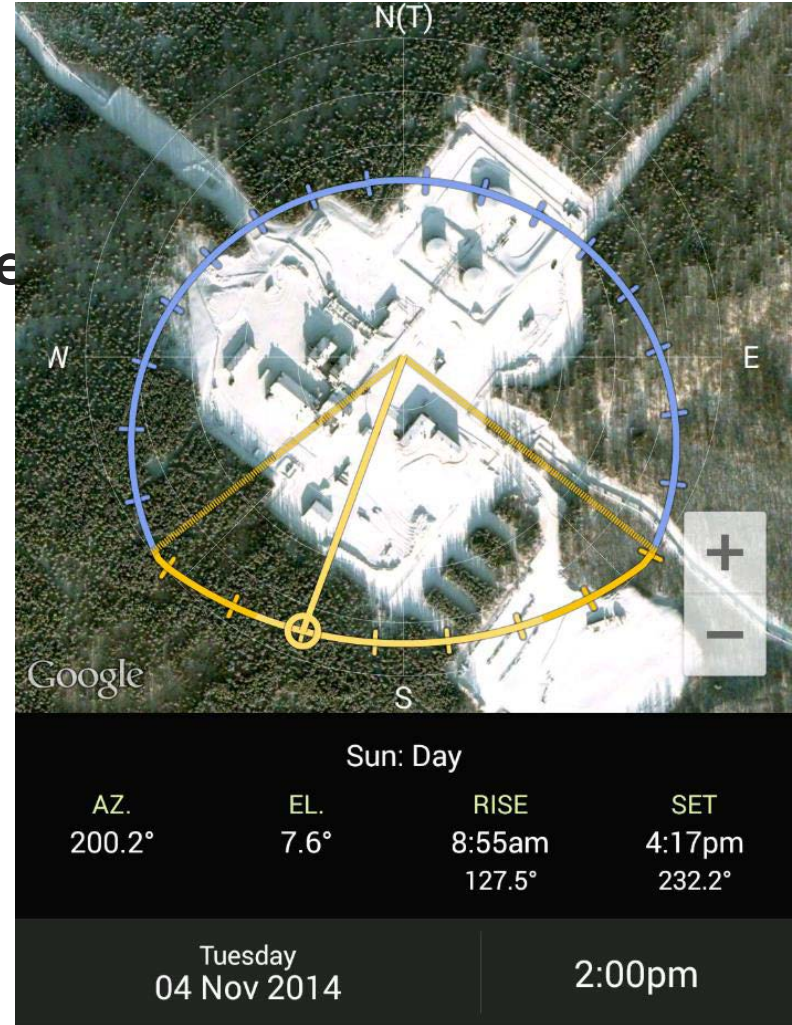 N(T)
e
W
E
+
−
Google
S
Sun: Day
AZ. EL. RISE SET
200.2° 7.6° 8:55am 4:17pm
127.5° 232.2°
Tuesday
04 Nov 2014
2:00pm